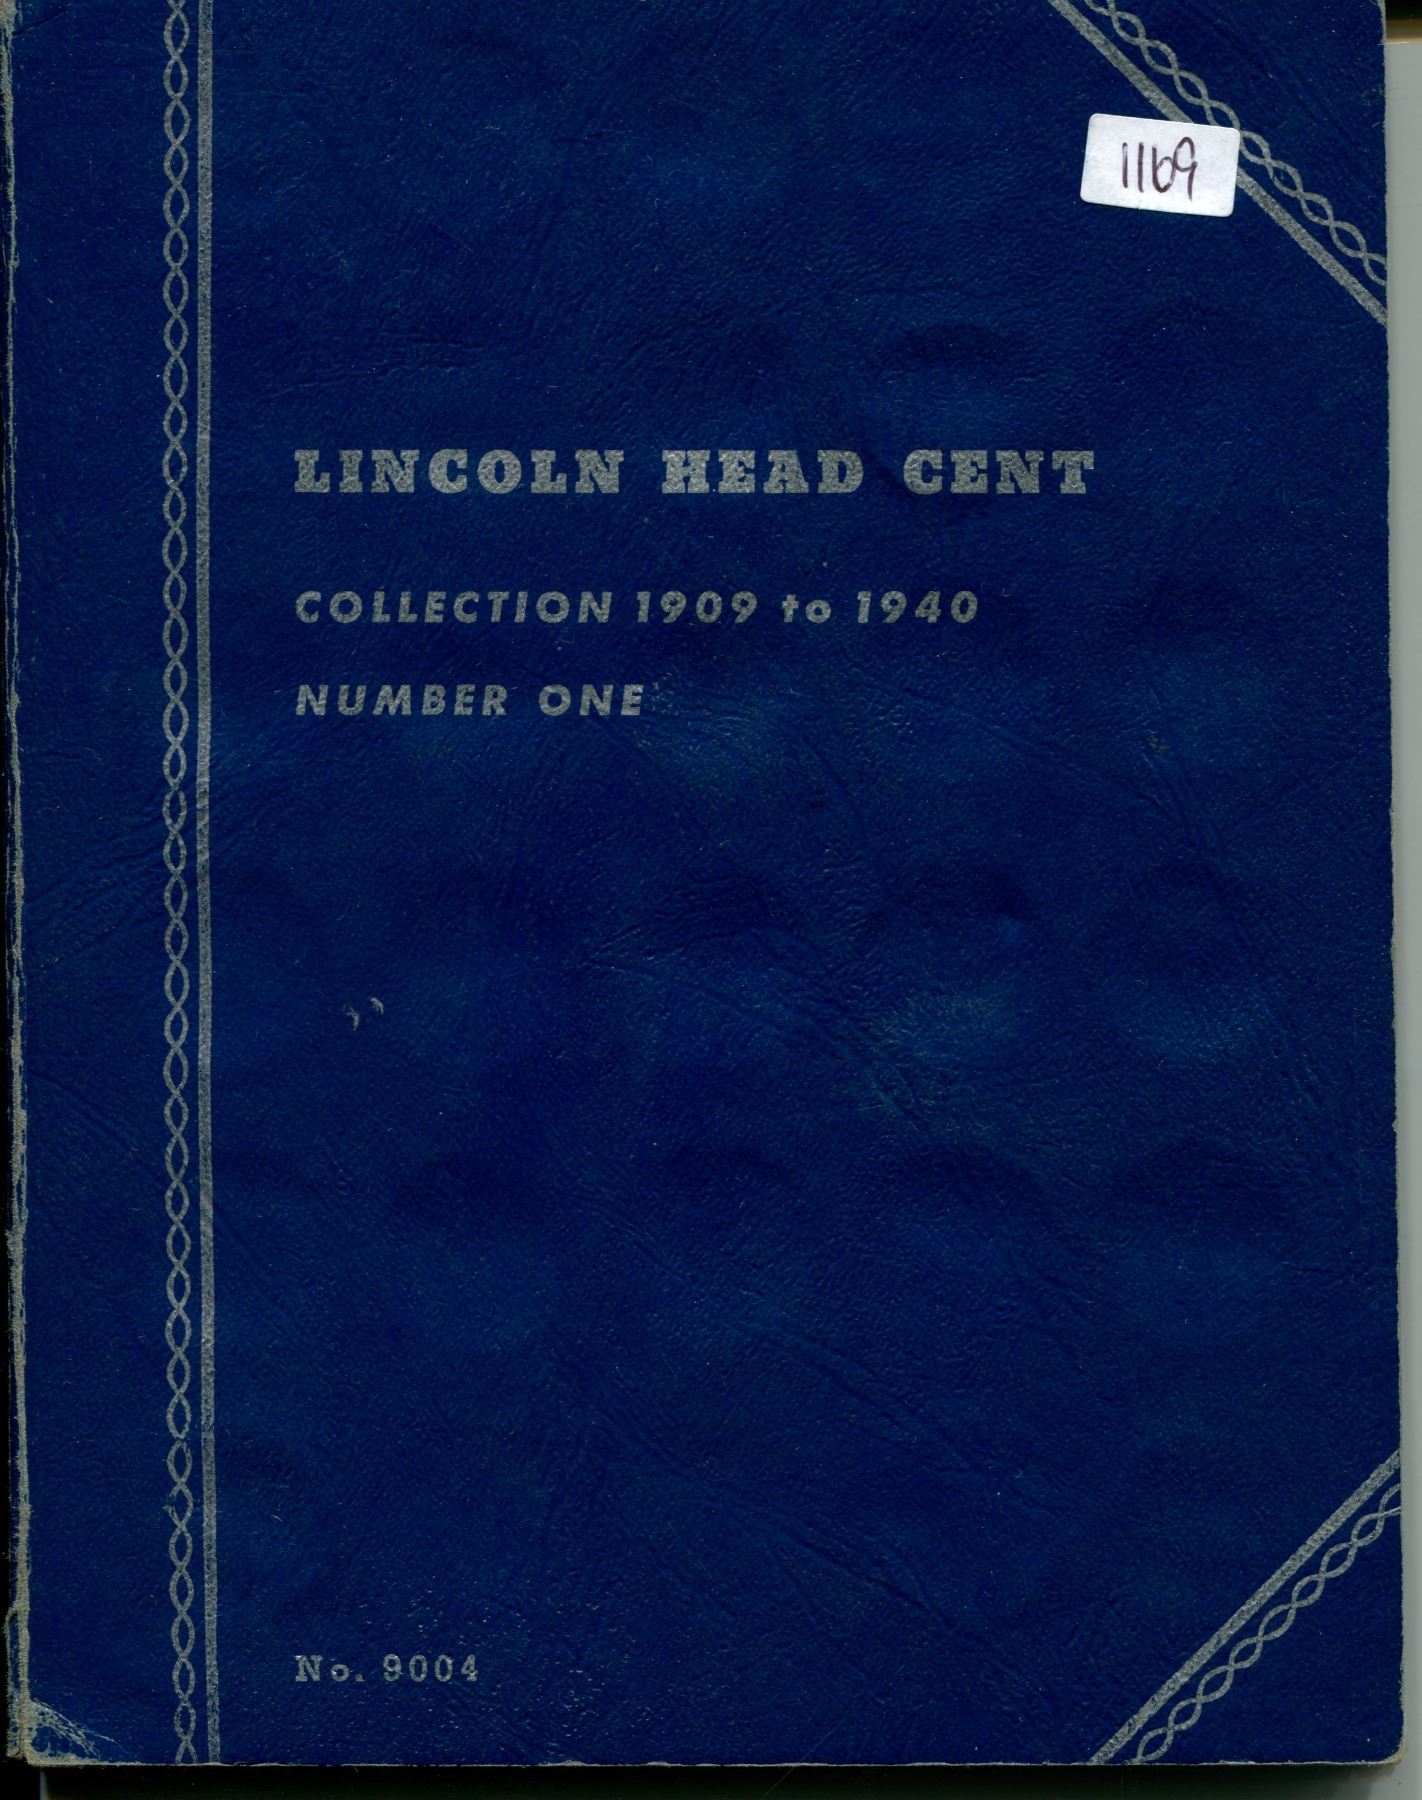 1169
LINCOLN HEAD CENT
COLLECTION 1909 to 1940
NUMBER ONE
No. 9004